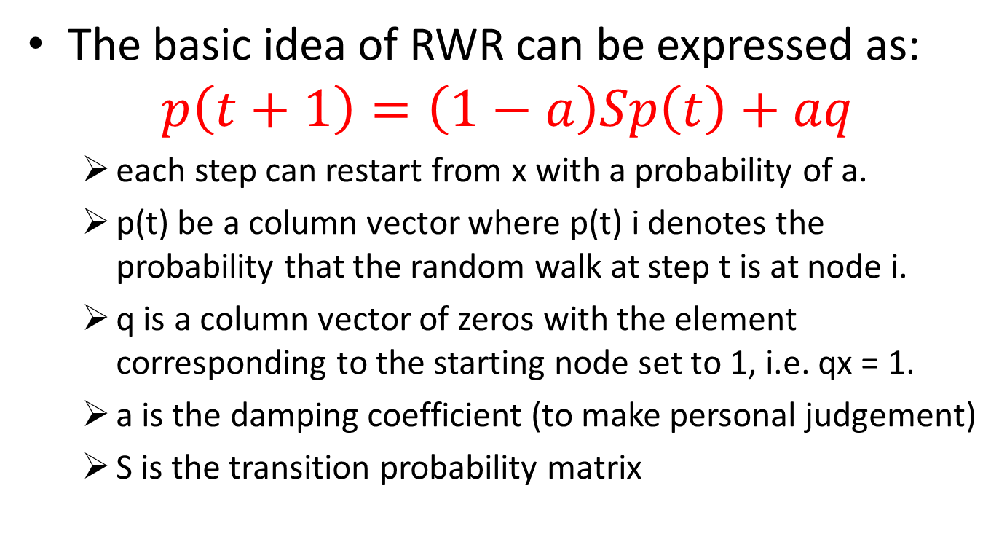 • The basic idea of RWR can be expressed as:
p(t + 1) = (1 − a)Sp(t) + aq
➢ each step can restart from x with a probability of a.
➢ p(t) be a column vector where p(t) i denotes the
probability that the random walk at step t is at node i.
➢ q is a column vector of zeros with the element
corresponding to the starting node set to 1, i.e. qx = 1.
➢ a is the damping coefficient (to make personal judgement)
➢ S is the transition probability matrix